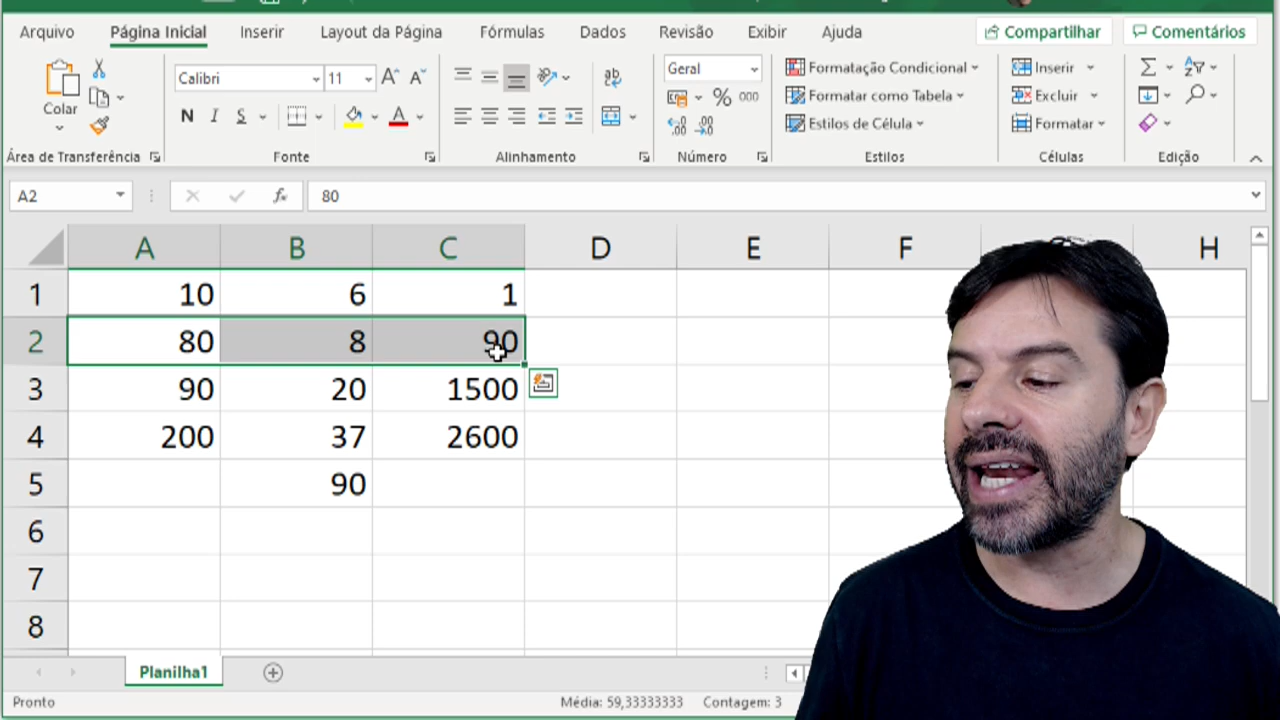 Arquivo Página Inicial Inserir Layout da Página Fórmulas Dados Revisão Exibir Ajuda Compartilhar Comentários
Calibri 11 A A ab Geral Formatação Condicional Inserir Σ
Colar N I S A % 000 Formatar como Tabela Excluir
Estilos de Célula Formatar
Área de Transferência Fonte Alinhamento Número Estilos Células Edição
A2 fx 80
A B C D E F H
1 10 6 1
2 80 8 90
3 90 20 1500
4 200 37 2600
5 90
6
7
8
Planilha1
Pronto Média: 59,33333333 Contagem: 3